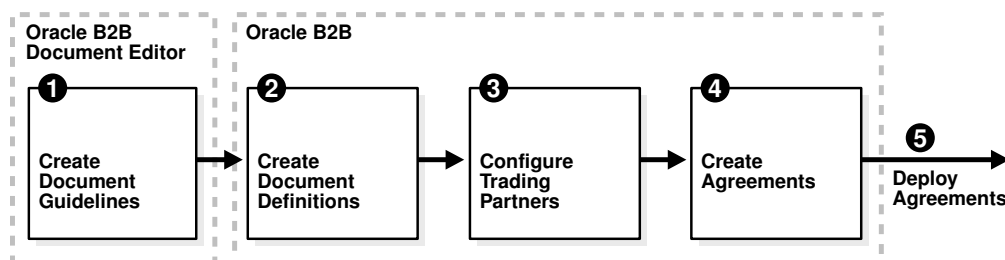 Oracle B2B
Document Editor
Oracle B2B
1
Create
Document
Guidelines
2
Create
Document
Definitions
3
Configure
Trading
Partners
4
Create
Agreements
5
Deploy
Agreements